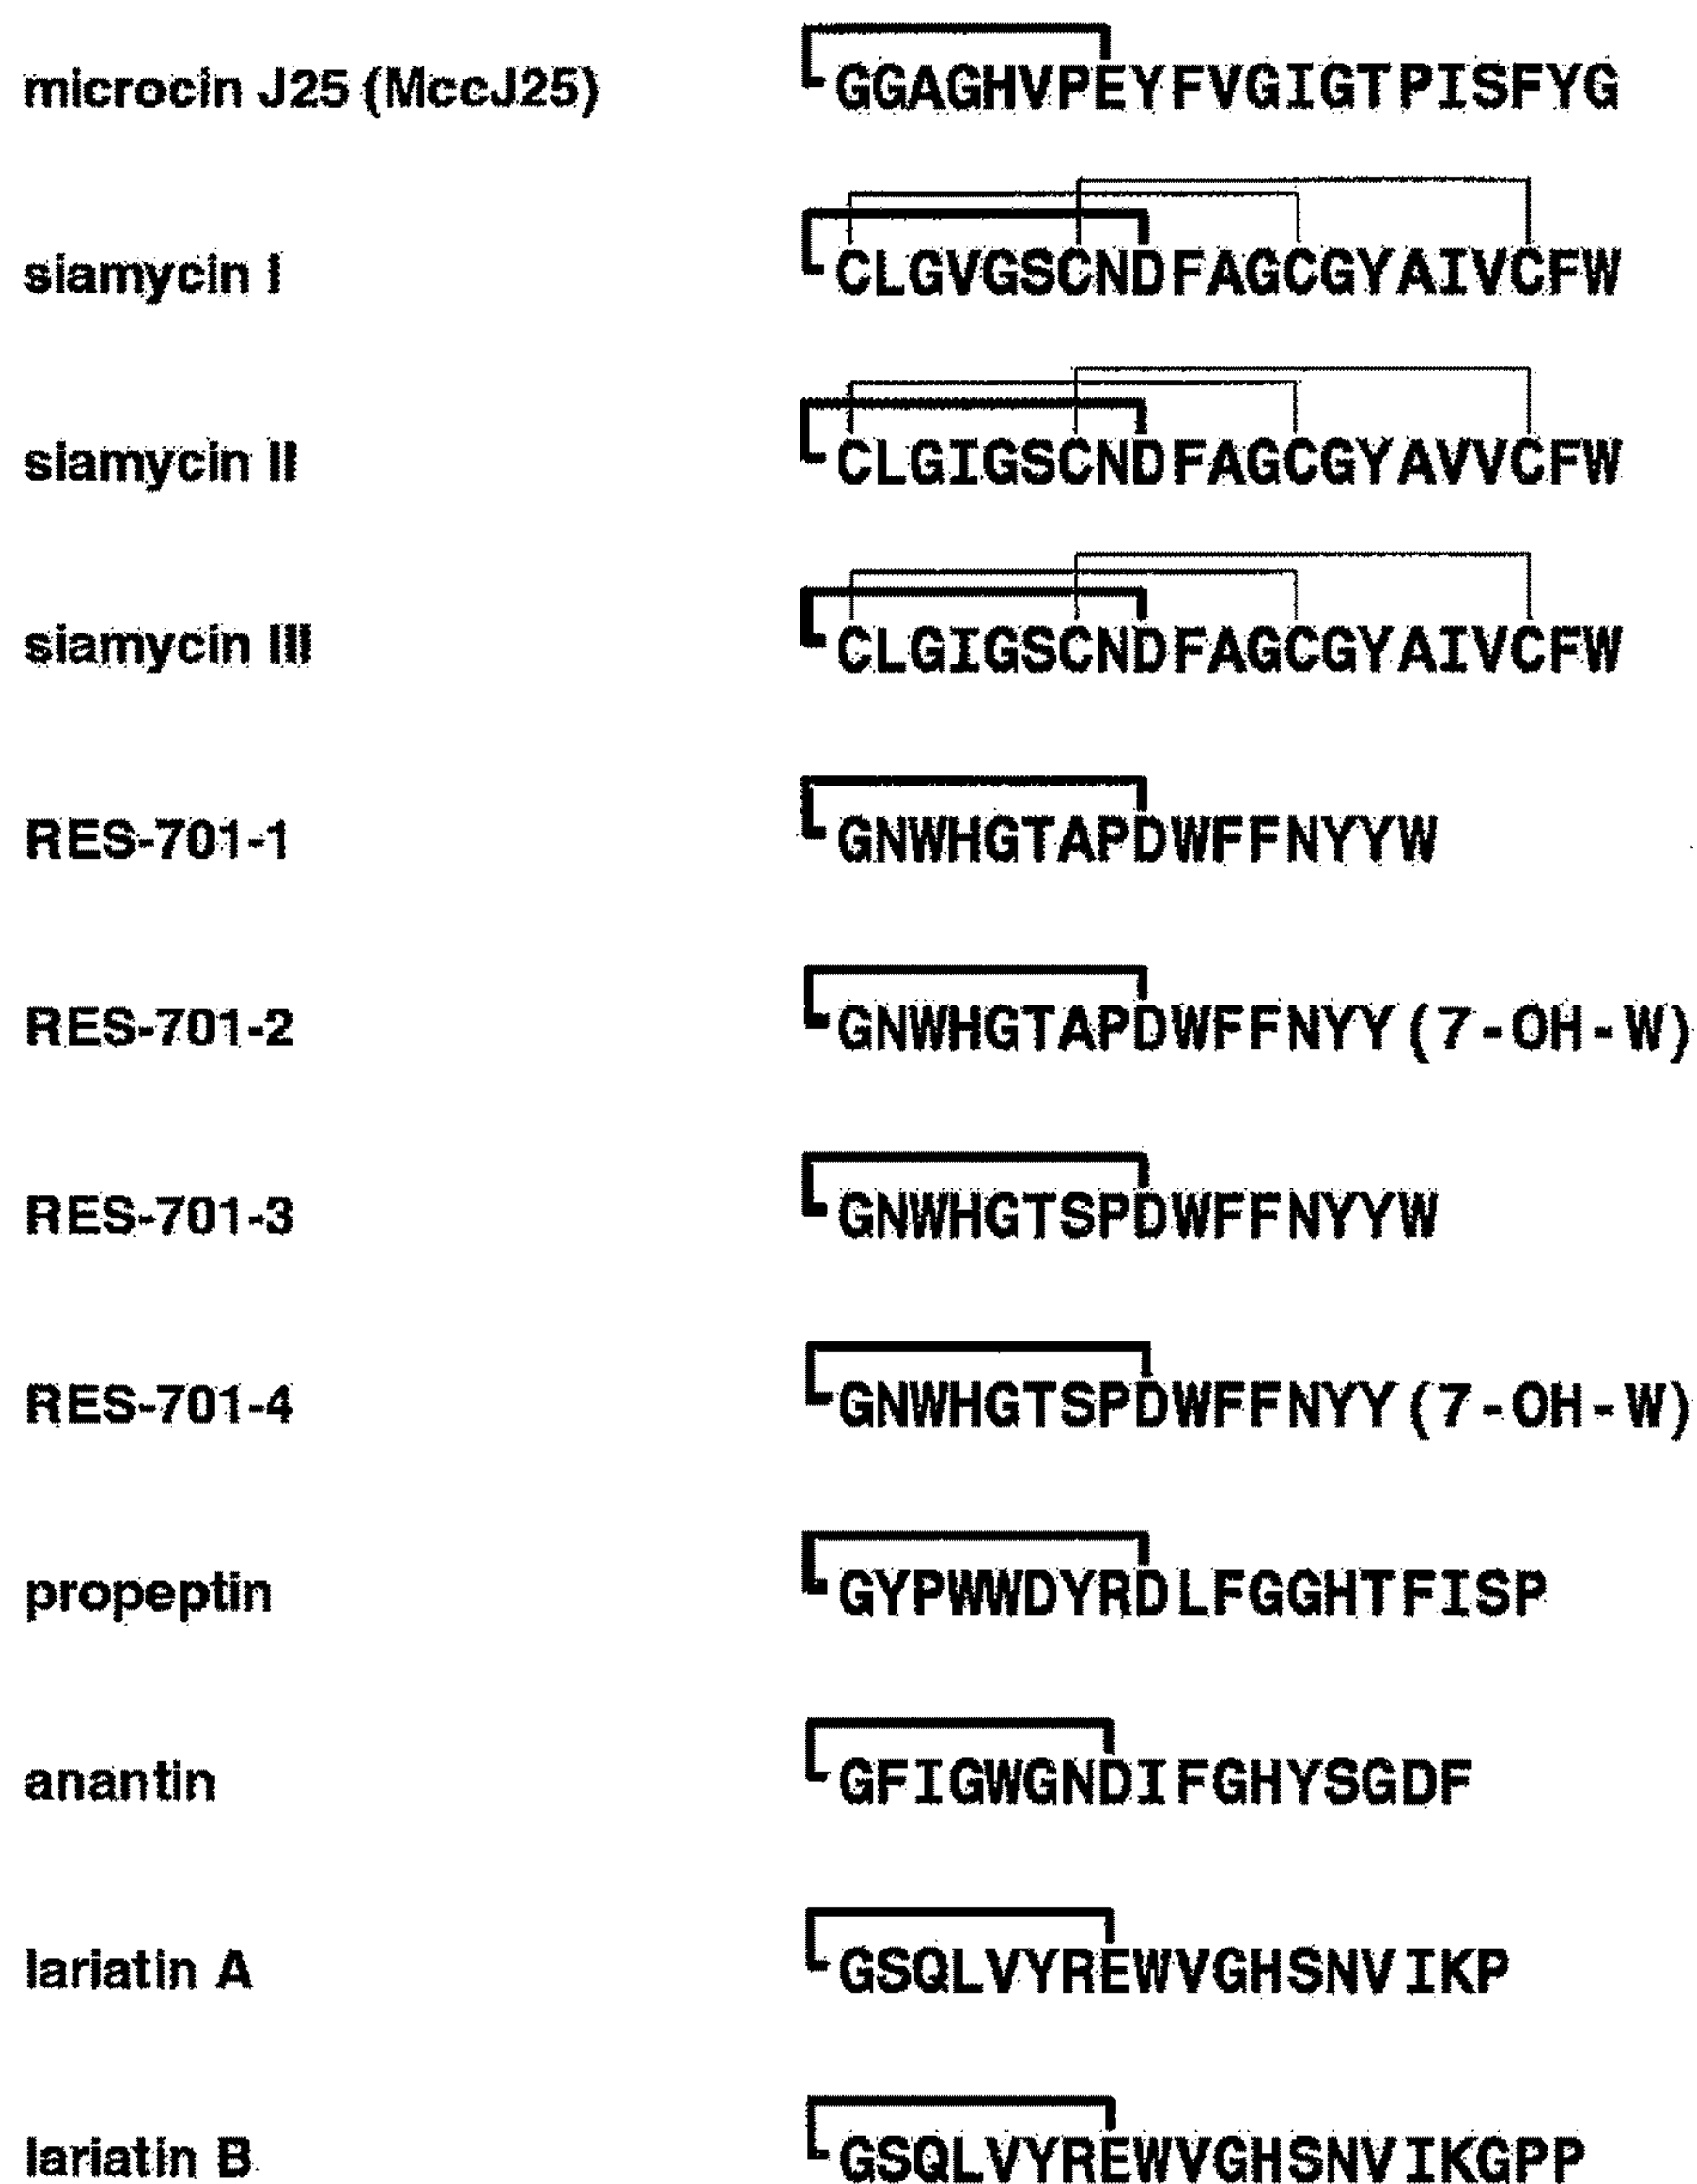 microcin J25 (MccJ25) GGAGHVPEYFVGIGTPISFYG
siamycin I CLGVGSCNDFAGCGYAIVCFW
siamycin II CLGIGSCNDFAGCGYAVVCFW
siamycin III CLGIGSCNDFAGCGYAIVCFW
RES-701-1 GNWHGTAPDWFFNYYW
RES-701-2 GNWHGTAPDWFFNYY(7-OH-W)
RES-701-3 GNWHGTSPDWFFNYYW
RES-701-4 GNWHGTSPDWFFNYY(7-OH-W)
propeptin GYPWWDYRDLFGGHTFISP
anantin GFIGWGNDIFGHYSGDF
lariatin A GSQLVYREWVGHSNVIKP
lariatin B GSQLVYREWVGHSNVIKGPP